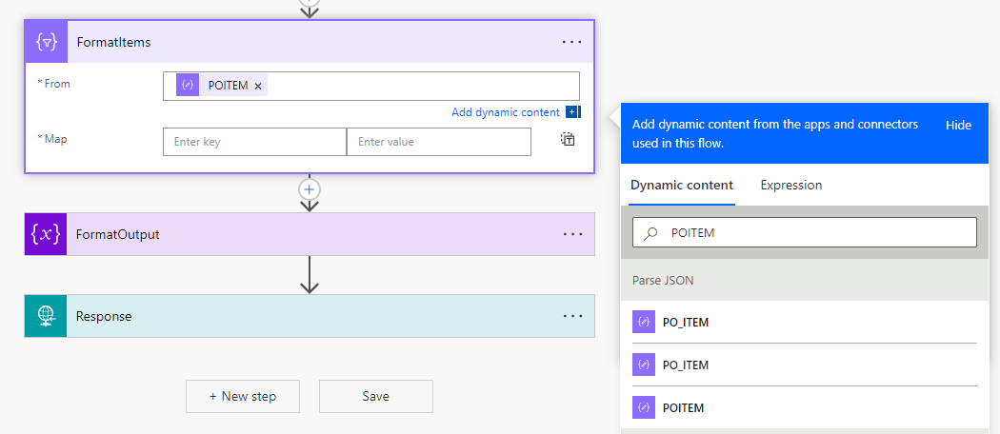 FormatItems
* From
POITEM ×
Add dynamic content
* Map
Enter key
Enter value
FormatOutput
Response
+ New step
Save
Add dynamic content from the apps and connectors
used in this flow.
Hide
Dynamic content
Expression
POITEM
Parse JSON
PO_ITEM
PO_ITEM
POITEM